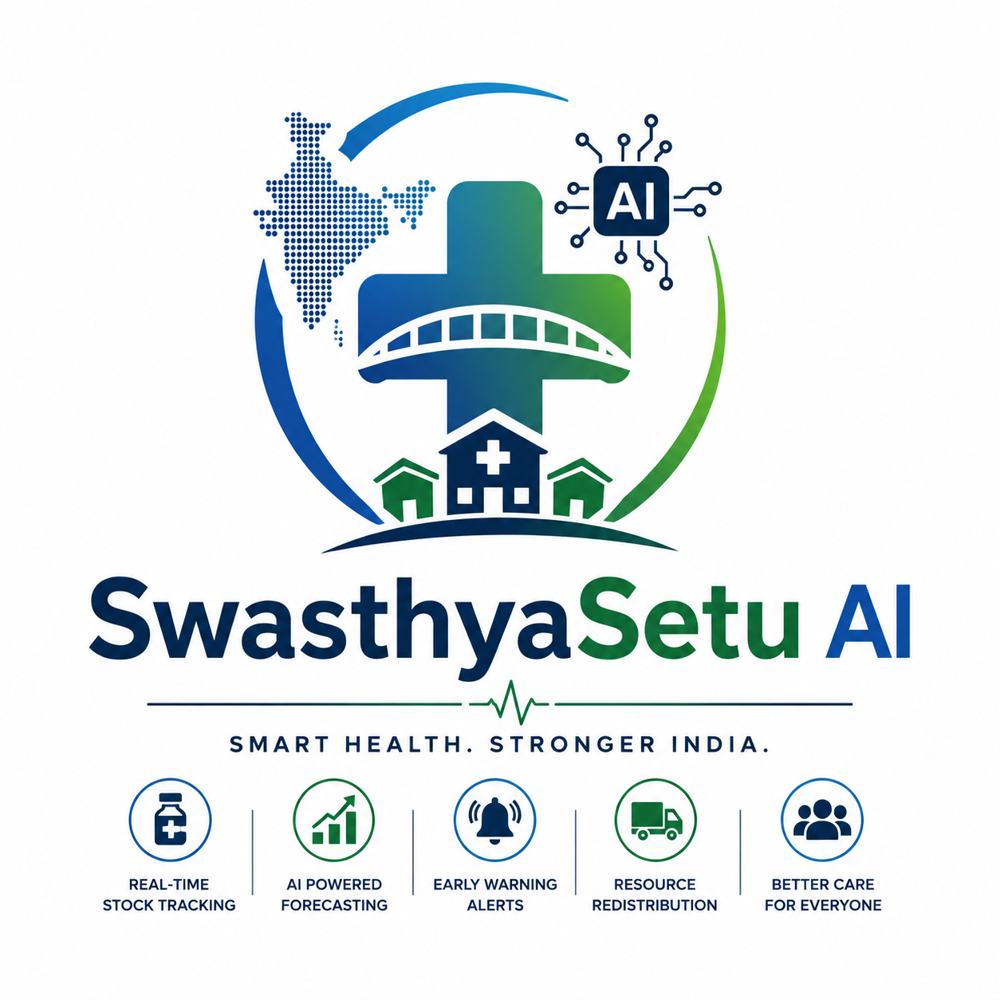 AI
SwasthyaSetu AI
SMART HEALTH. STRONGER INDIA.
REAL-TIME
STOCK TRACKING
AI POWERED
FORECASTING
EARLY WARNING
ALERTS
RESOURCE
REDISTRIBUTION
BETTER CARE
FOR EVERYONE